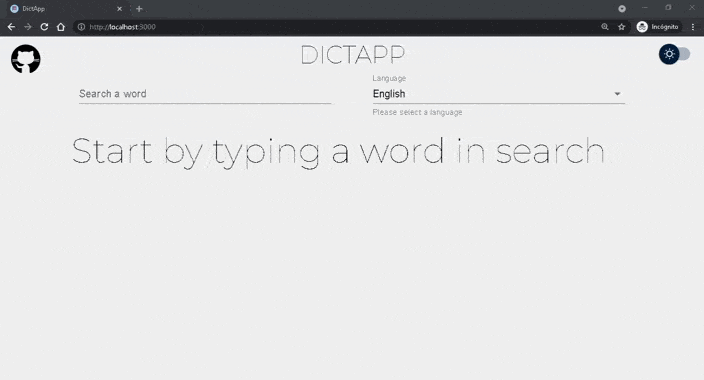 DictApp
http://localhost:3000
Incógnito
DICTAPP
Language
Search a word
English
Please select a language
Start by typing a word in search